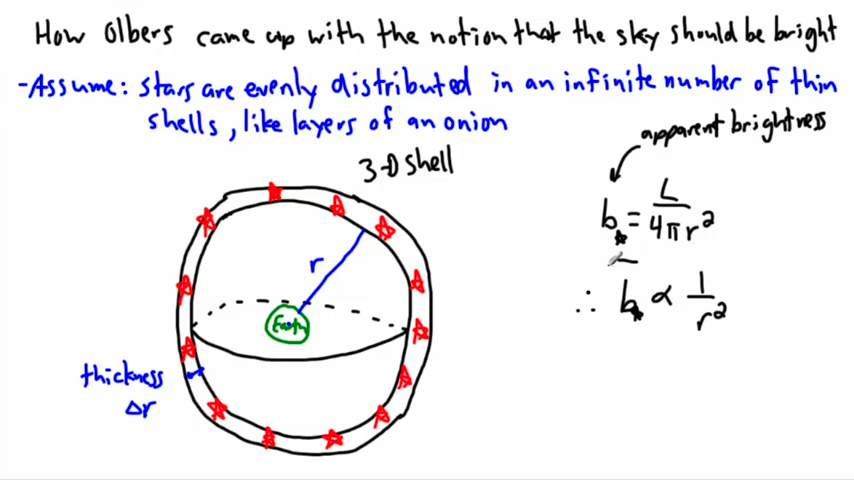 How Olbers came up with the notion that the sky should be bright
-Assume: stars are evenly distributed in an infinite number of thin
shells, like layers of an onion
apparent brightness
3-D shell
b★ = L / 4πr²
r
∴ b★ ∝ 1 / r²
Earth
thickness
Δr